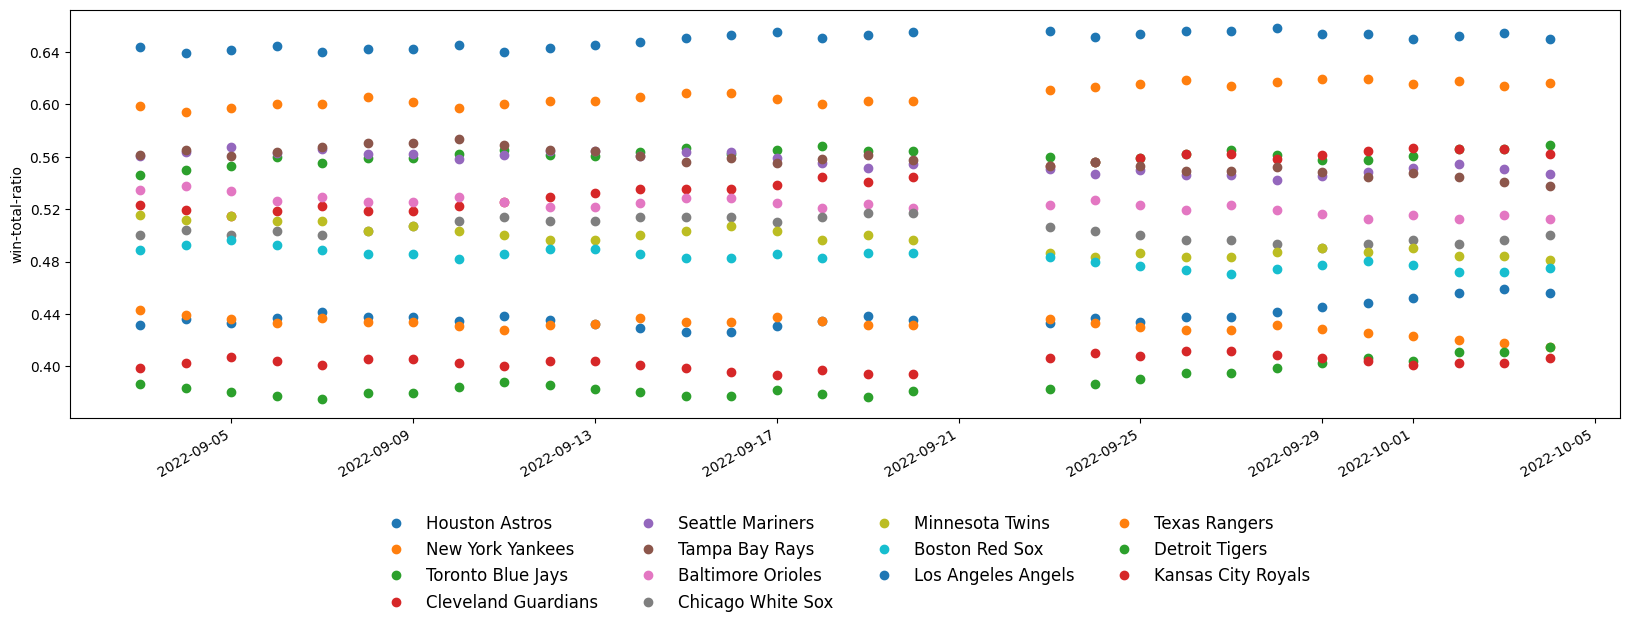 win-total-ratio
0.64
0.60
0.56
0.52
0.48
0.44
0.40
2022-09-05
2022-09-09
2022-09-13
2022-09-17
2022-09-21
2022-09-25
2022-09-29
2022-10-01
2022-10-05
Houston Astros
New York Yankees
Toronto Blue Jays
Cleveland Guardians
Seattle Mariners
Tampa Bay Rays
Baltimore Orioles
Chicago White Sox
Minnesota Twins
Boston Red Sox
Los Angeles Angels
Texas Rangers
Detroit Tigers
Kansas City Royals